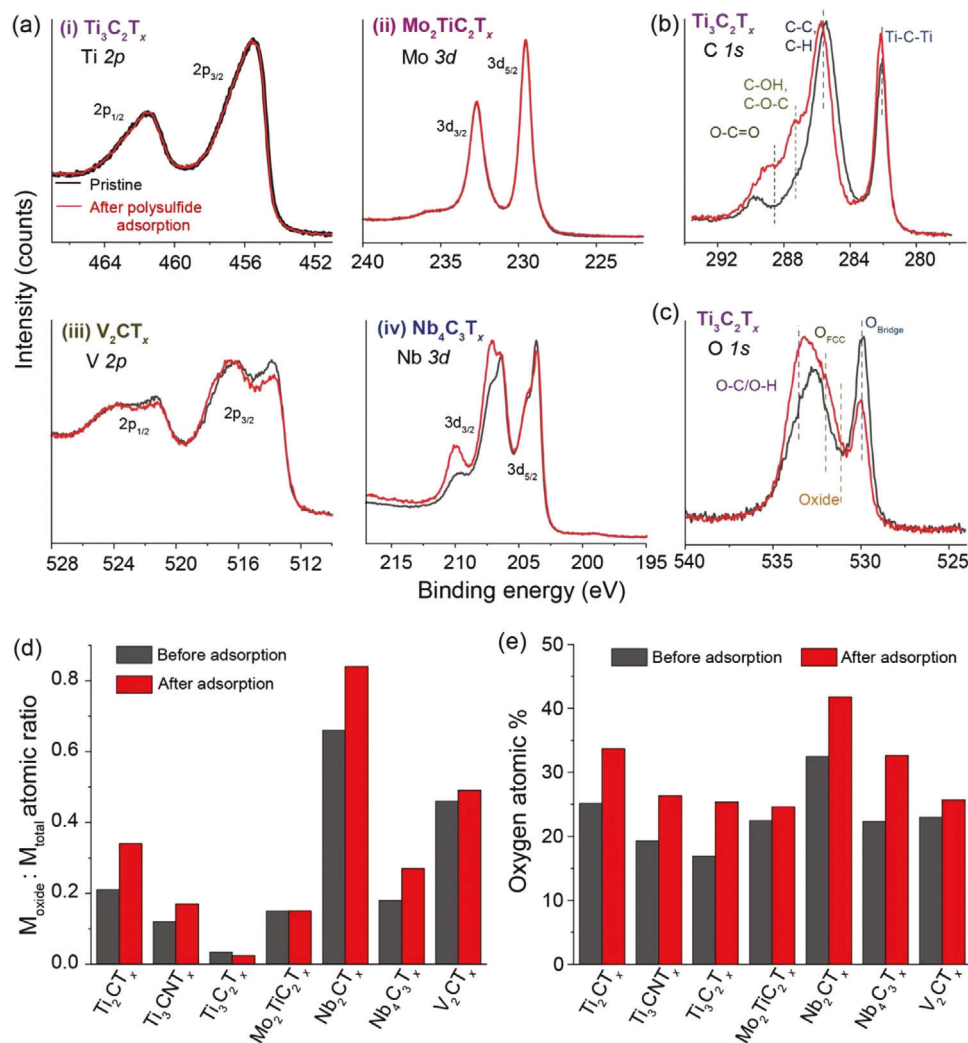 (a)
(i) Ti3C2Tx
Ti 2p
2p3/2
2p1/2
Pristine
After polysulfide
adsorption
464 460 456 452
(ii) Mo2TiC2Tx
Mo 3d
3d5/2
3d3/2
240 235 230 225
(b)
Ti3C2Tx
C 1s
C-C,
C-H
Ti-C-Ti
C-OH,
C-O-C
O-C=O
292 288 284 280
Intensity (counts)
(iii) V2CTx
V 2p
2p1/2
2p3/2
528 524 520 516 512
(iv) Nb4C3Tx
Nb 3d
3d3/2
3d5/2
215 210 205 200 195
Binding energy (eV)
(c)
Ti3C2Tx
O 1s
OFCC
OBridge
O-C/O-H
Oxide
540 535 530 525
(d)
Before adsorption
After adsorption
Moxide : Mtotal atomic ratio
0.8
0.6
0.4
0.2
0.0
Ti2CTx
Ti3CNTx
Ti3C2Tx
Mo2TiC2Tx
Nb2CTx
Nb4C3Tx
V2CTx
(e)
Before adsorption After adsorption
Oxygen atomic %
50
40
30
20
10
0
Ti2CTx
Ti3CNTx
Ti3C2Tx
Mo2TiC2Tx
Nb2CTx
Nb4C3Tx
V2CTx